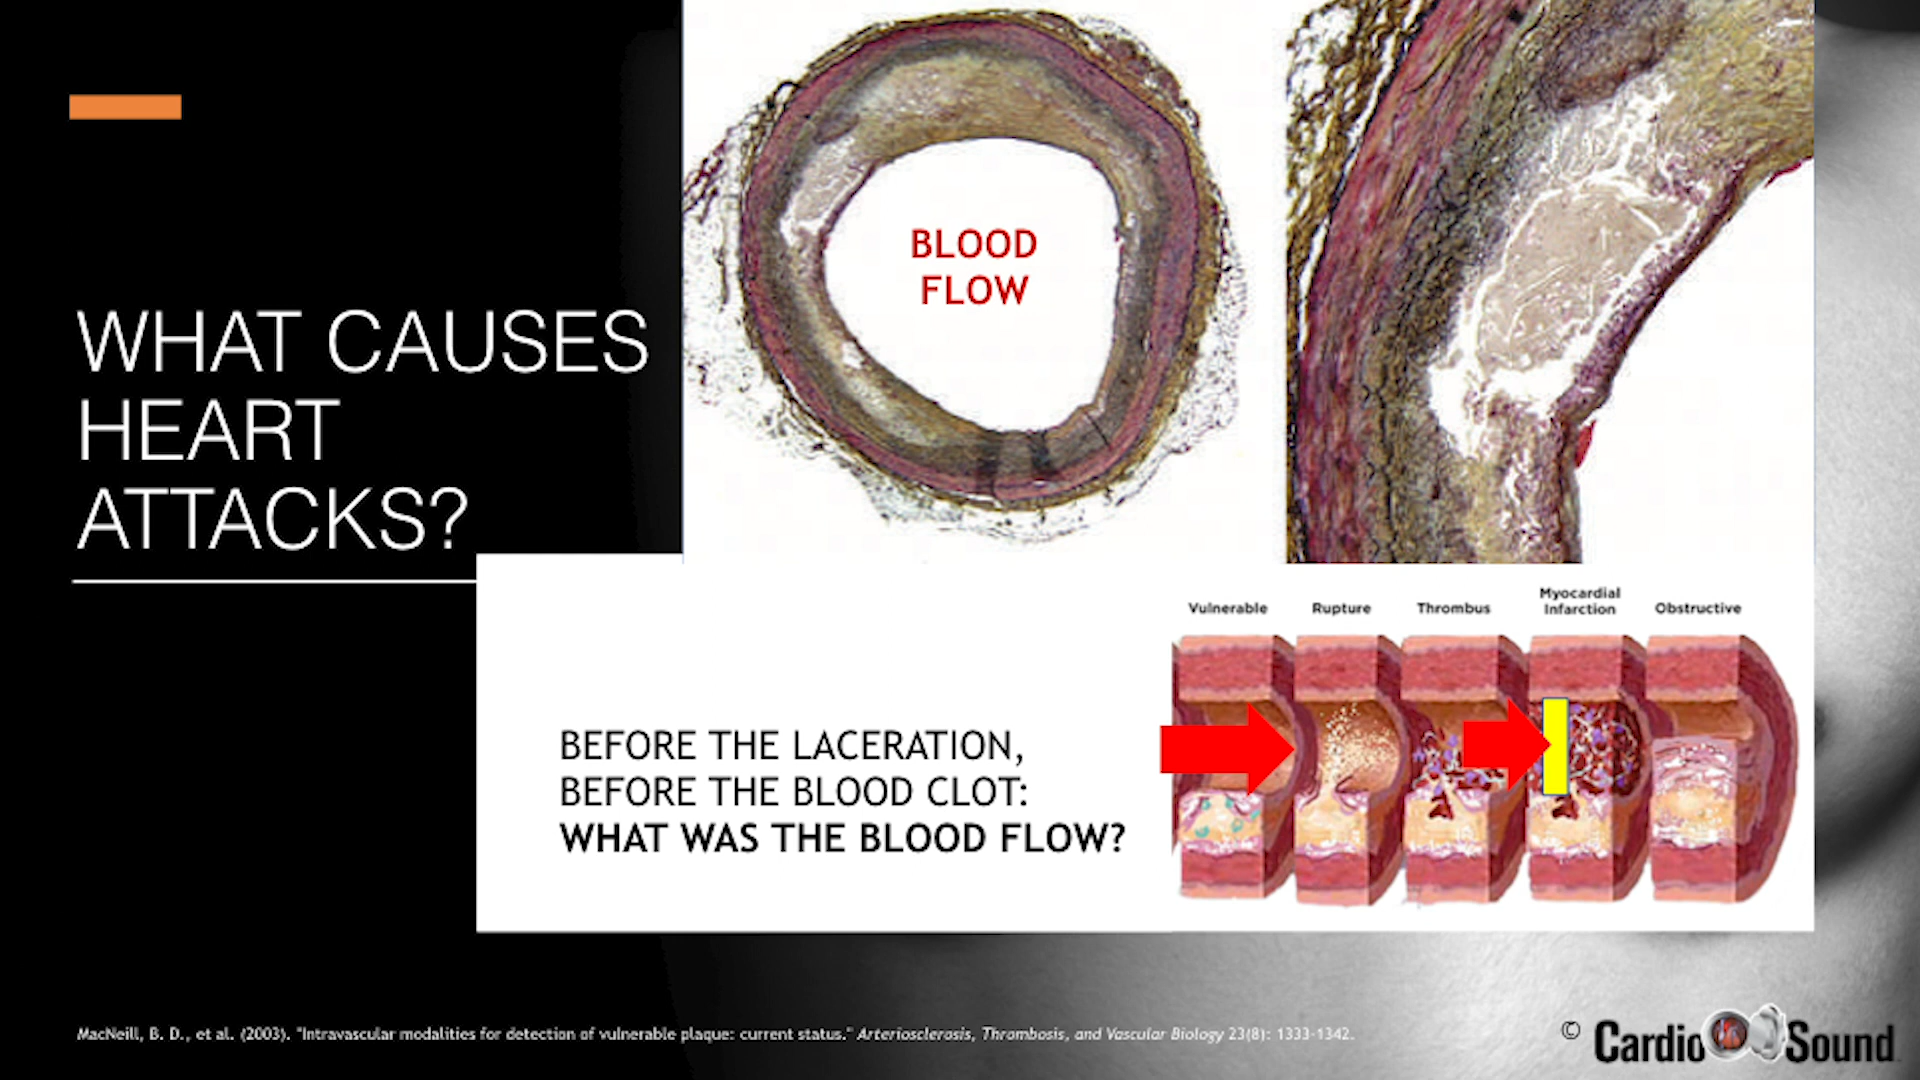 WHAT CAUSES
HEART
ATTACKS?
BLOOD
FLOW
BEFORE THE LACERATION,
BEFORE THE BLOOD CLOT:
WHAT WAS THE BLOOD FLOW?
Vulnerable
Rupture
Thrombus
Myocardial
Infarction
Obstructive
MacNeill, B. D., et al. (2003). "Intravascular modalities for detection of vulnerable plaque: current status." Arteriosclerosis, Thrombosis, and Vascular Biology 23(8): 1333-1342.
© Cardio Sound